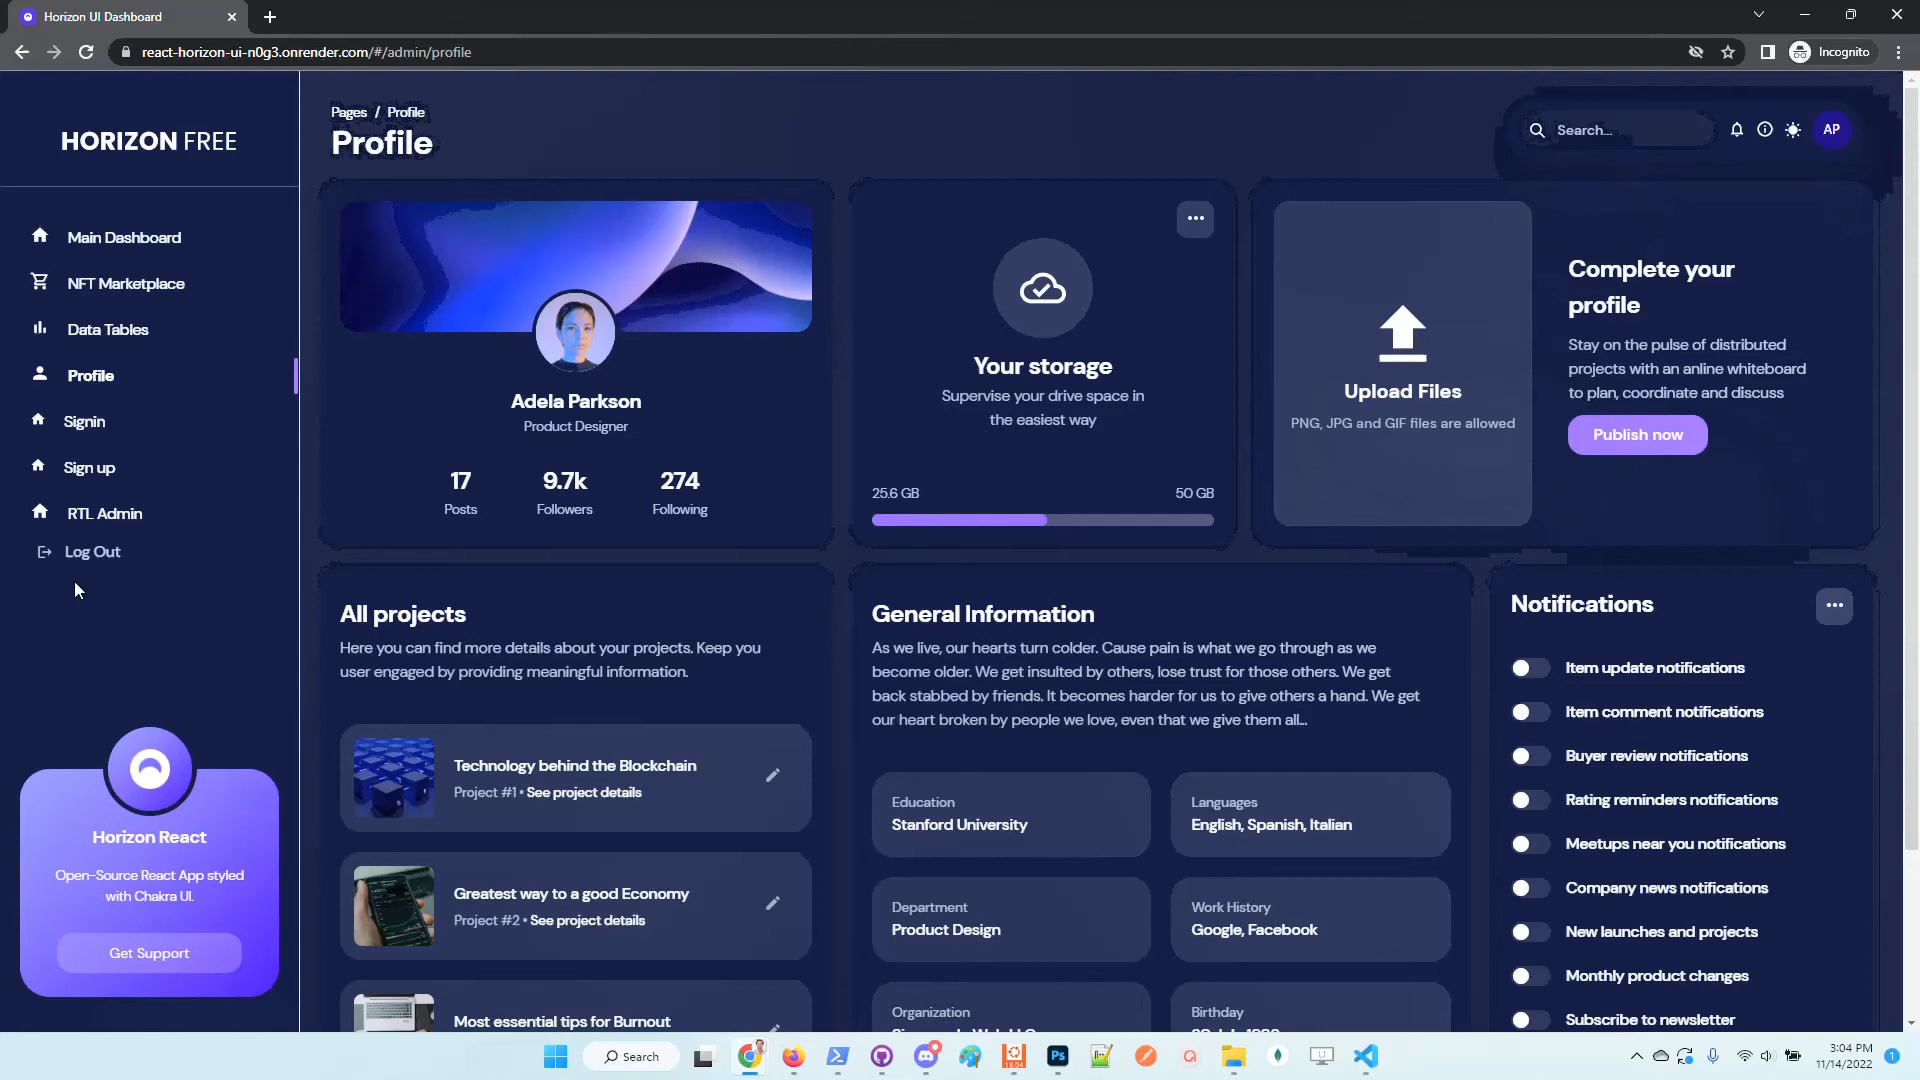 Horizon UI Dashboard
react-horizon-ui-n0g3.onrender.com/#/admin/profile
Incognito
HORIZON FREE
Main Dashboard
NFT Marketplace
Data Tables
Profile
Signin
Sign up
RTL Admin
Log Out
Horizon React
Open-Source React App styled
with Chakra UI.
Get Support
Pages / Profile
Profile
Search...
AP
Adela Parkson
Product Designer
17
Posts
9.7k
Followers
274
Following
Your storage
Supervise your drive space in
the easiest way
25.6 GB
50 GB
Upload Files
PNG, JPG and GIF files are allowed
Complete your
profile
Stay on the pulse of distributed
projects with an anline whiteboard
to plan, coordinate and discuss
Publish now
All projects
Here you can find more details about your projects. Keep you
user engaged by providing meaningful information.
Technology behind the Blockchain
Project #1 • See project details
Greatest way to a good Economy
Project #2 • See project details
Most essential tips for Burnout
General Information
As we live, our hearts turn colder. Cause pain is what we go through as we
become older. We get insulted by others, lose trust for those others. We get
back stabbed by friends. It becomes harder for us to give others a hand. We get
our heart broken by people we love, even that we give them all...
Education
Stanford University
Languages
English, Spanish, Italian
Department
Product Design
Work History
Google, Facebook
Organization
Birthday
Notifications
Item update notifications
Item comment notifications
Buyer review notifications
Rating reminders notifications
Meetups near you notifications
Company news notifications
New launches and projects
Monthly product changes
Subscribe to newsletter
Search
Ps
18.04
3:04 PM
11/14/2022
1